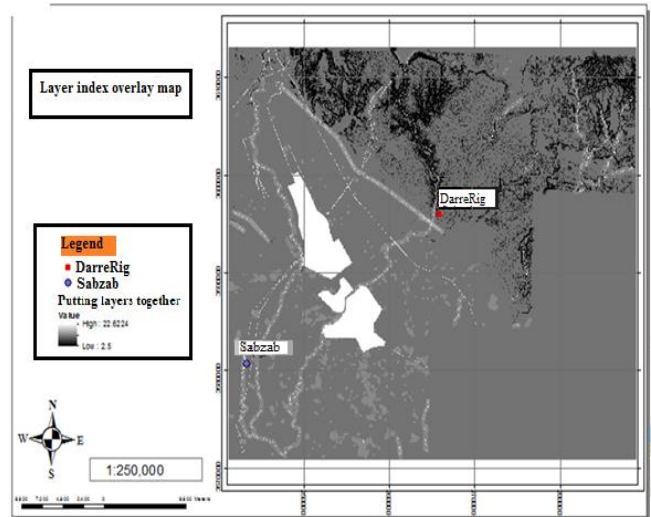 Layer index overlay map
DarreRig
Legend
DarreRig
Sabzab
Putting layers together
Value
High : 22.6224
Low : 2.5
Sabzab
N
W
E
S
1:250,000